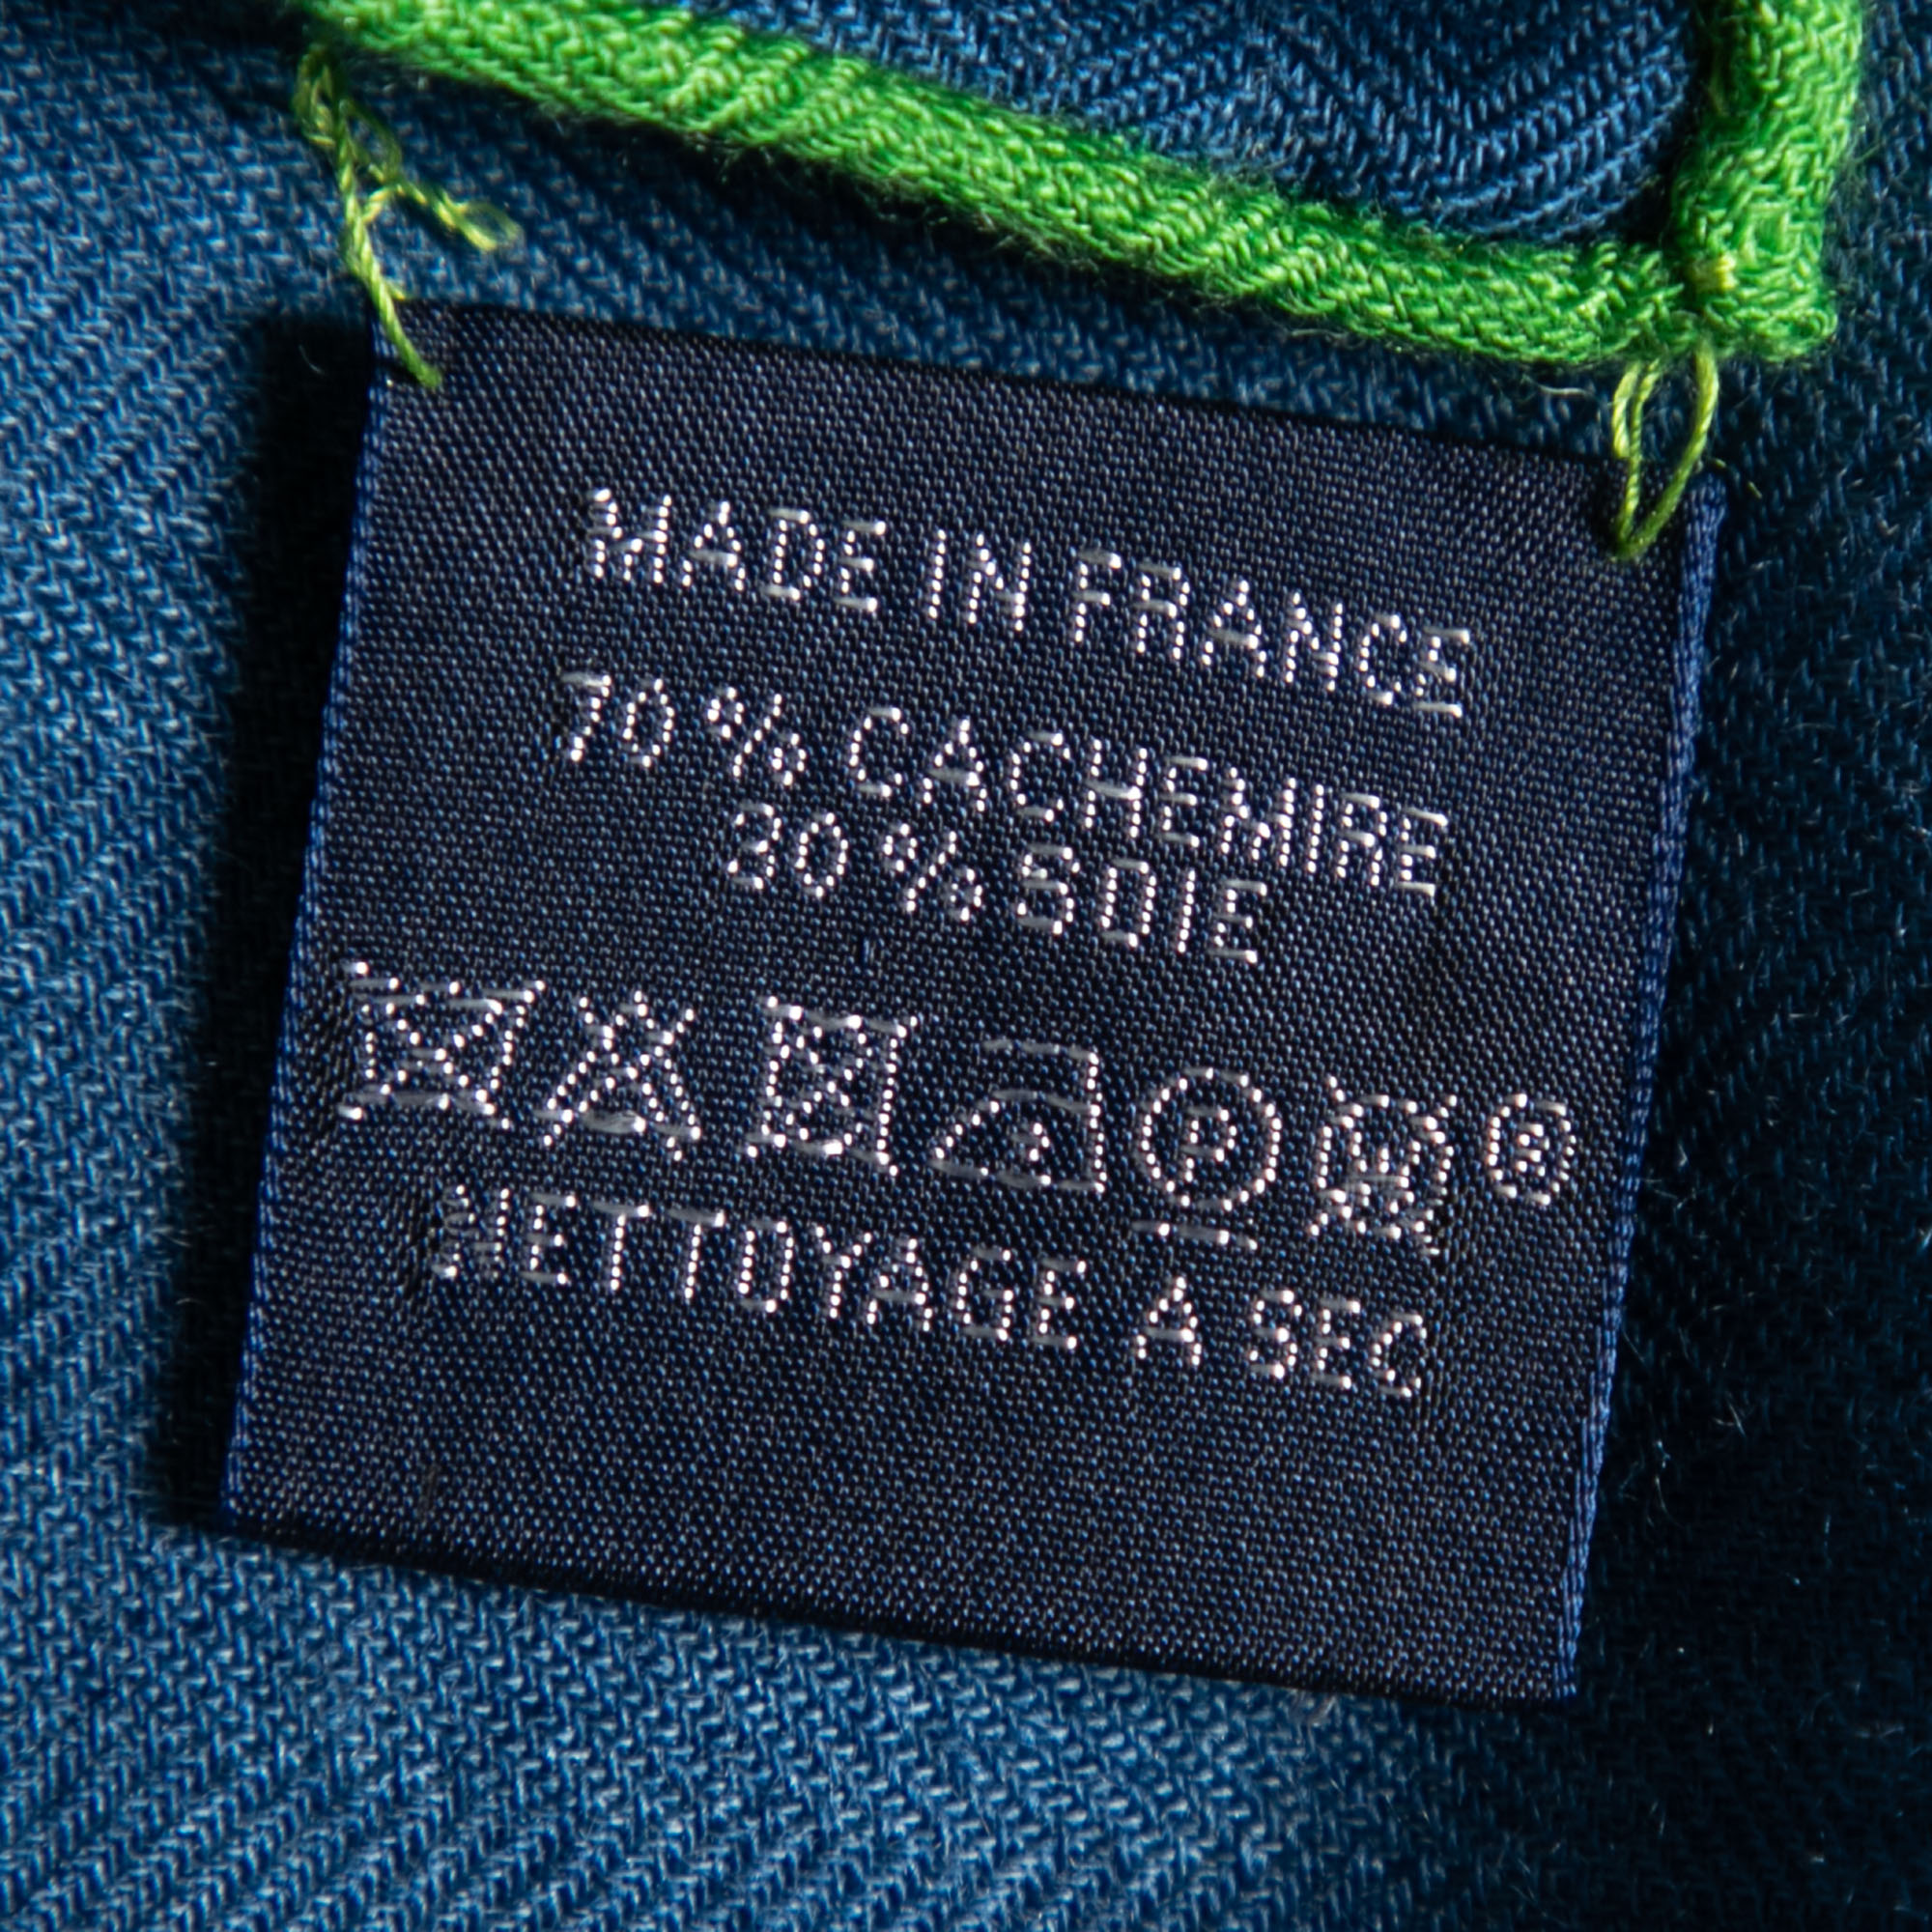 MADE IN FRANCE
70 % CACHEMIRE
30 % SOIE
P ®
NETTOYAGE A SEC